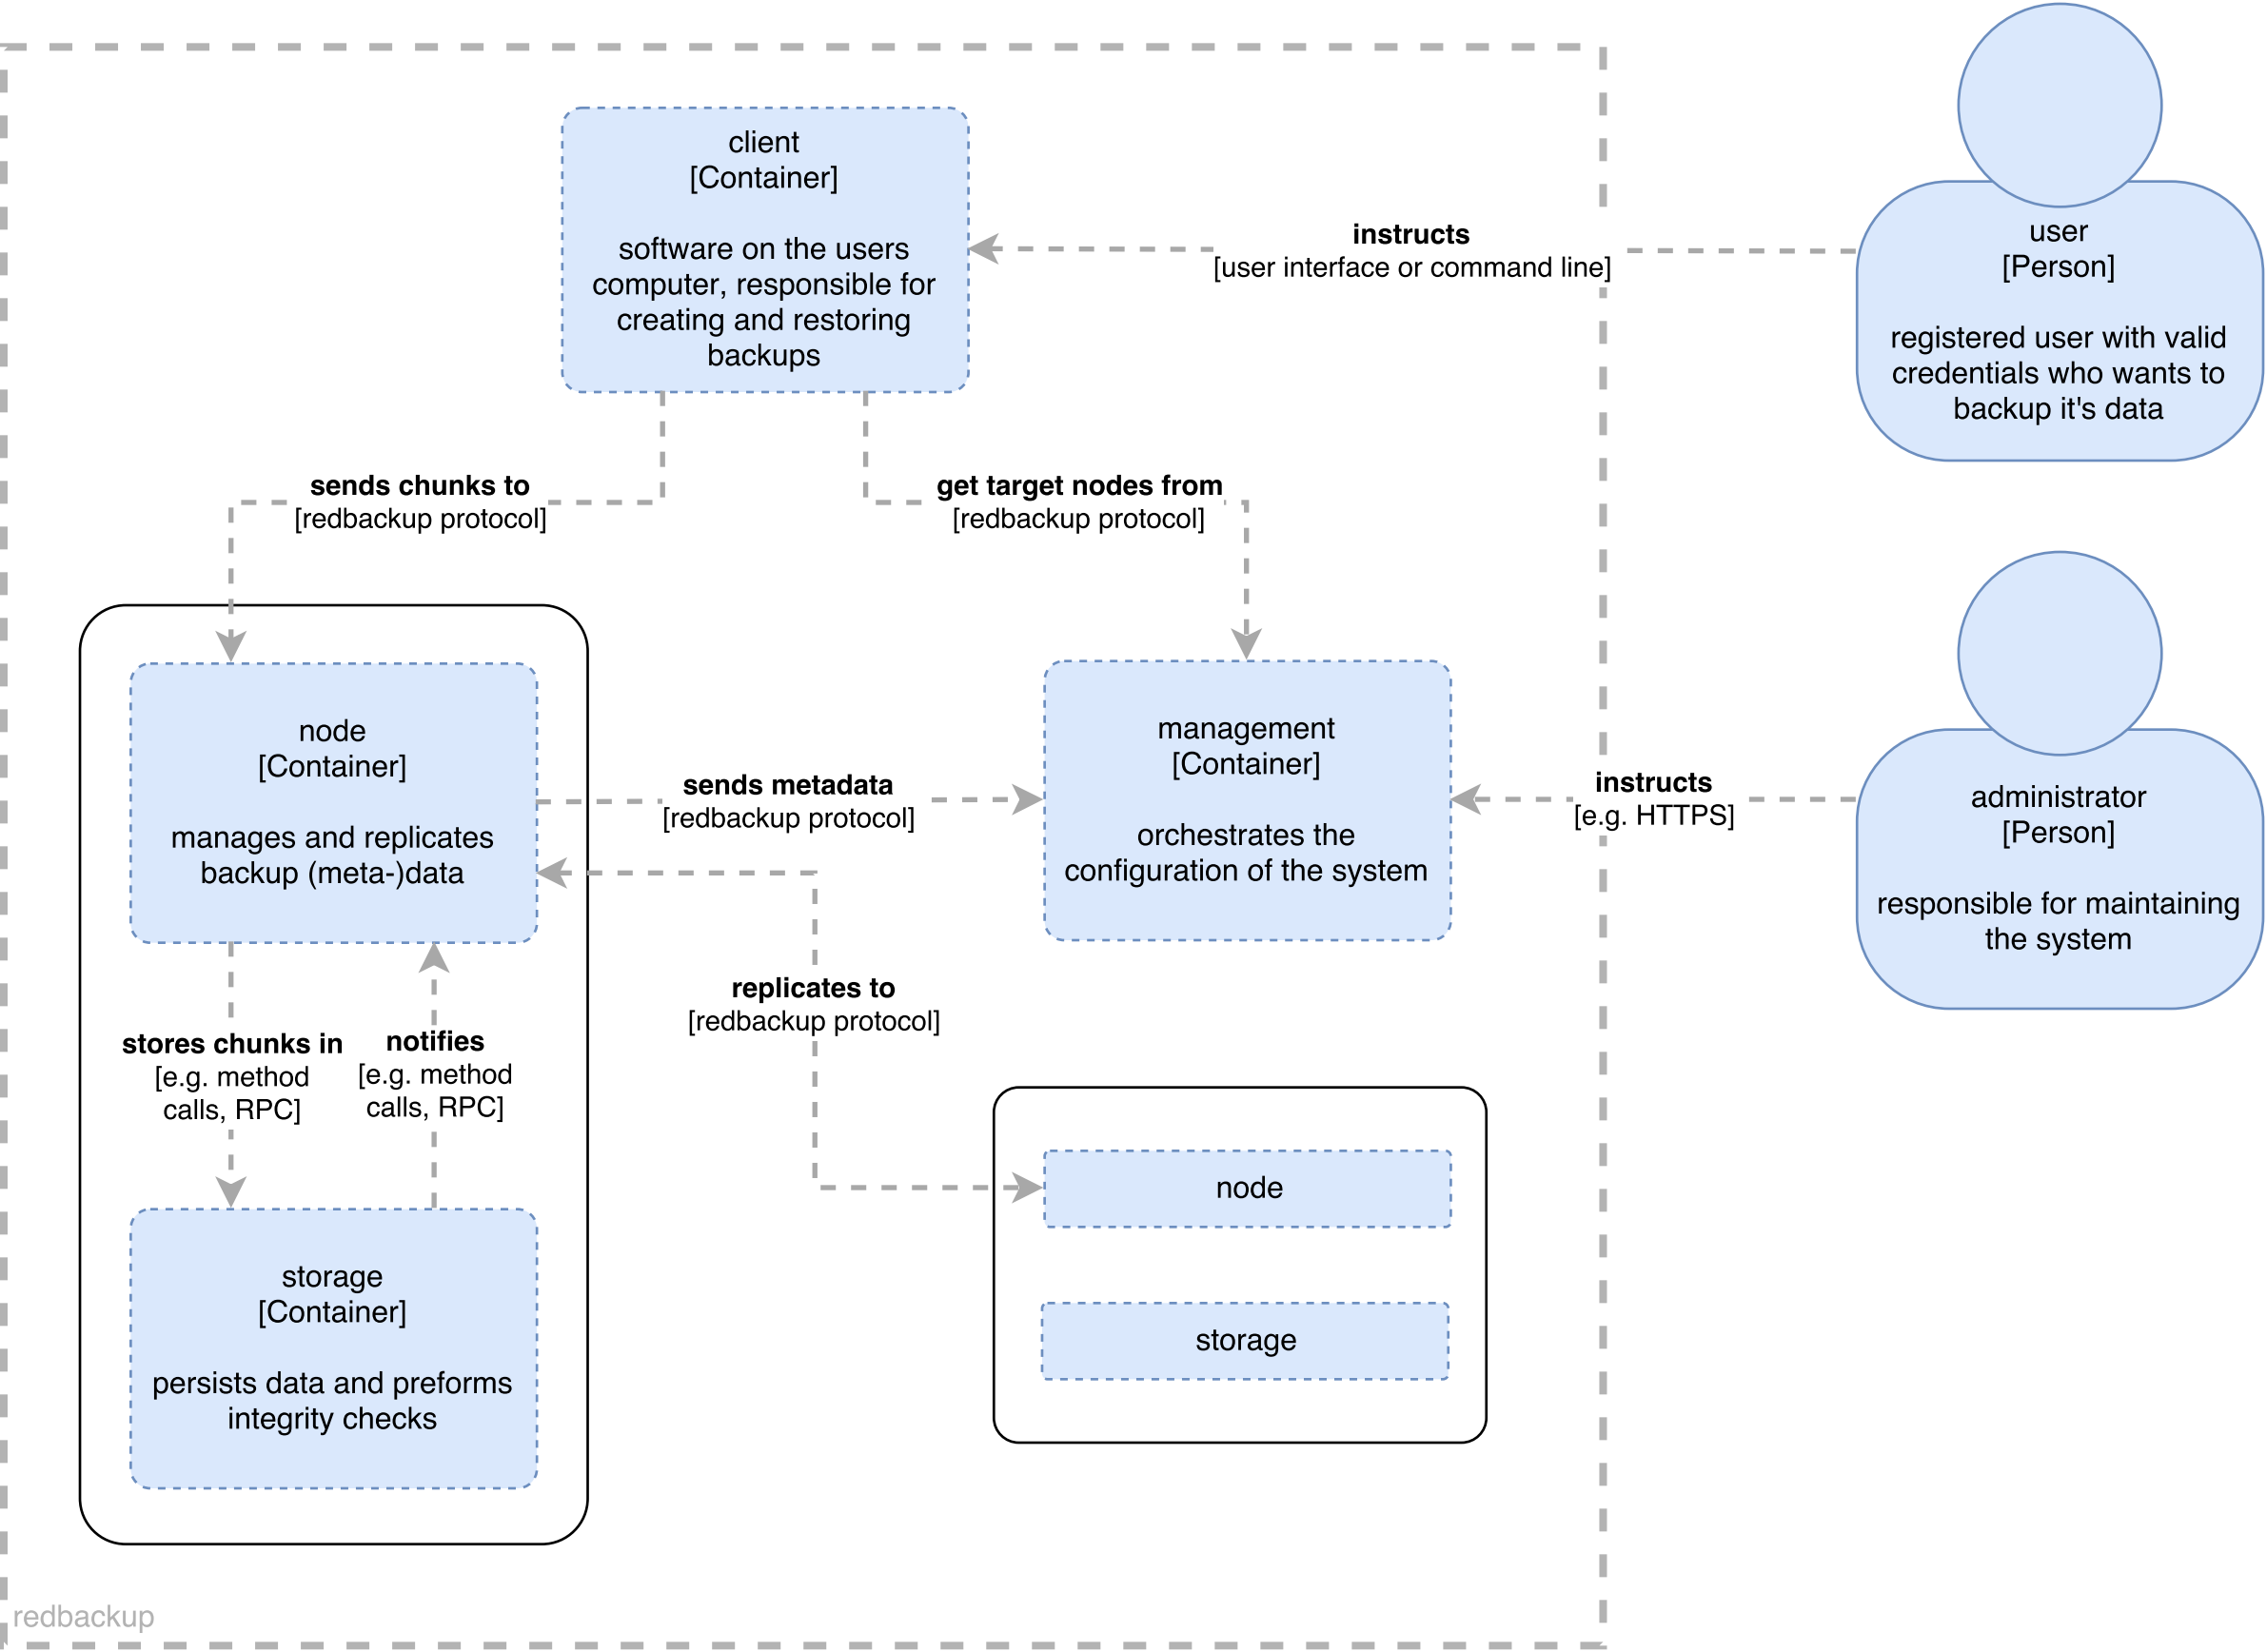 client
[Container]
software on the users
computer, responsible for
creating and restoring
backups
instructs
[user interface or command line]
user
[Person]
registered user with valid
credentials who wants to
backup it's data
sends chunks to
[redbackup protocol]
get target nodes from
[redbackup protocol]
node
[Container]
manages and replicates
backup (meta-)data
sends metadata
[redbackup protocol]
management
[Container]
orchestrates the
configuration of the system
instructs
[e.g. HTTPS]
administrator
[Person]
responsible for maintaining
the system
replicates to
[redbackup protocol]
stores chunks in
[e.g. method
calls, RPC]
notifies
[e.g. method
calls, RPC]
storage
[Container]
persists data and preforms
integrity checks
node
storage
redbackup